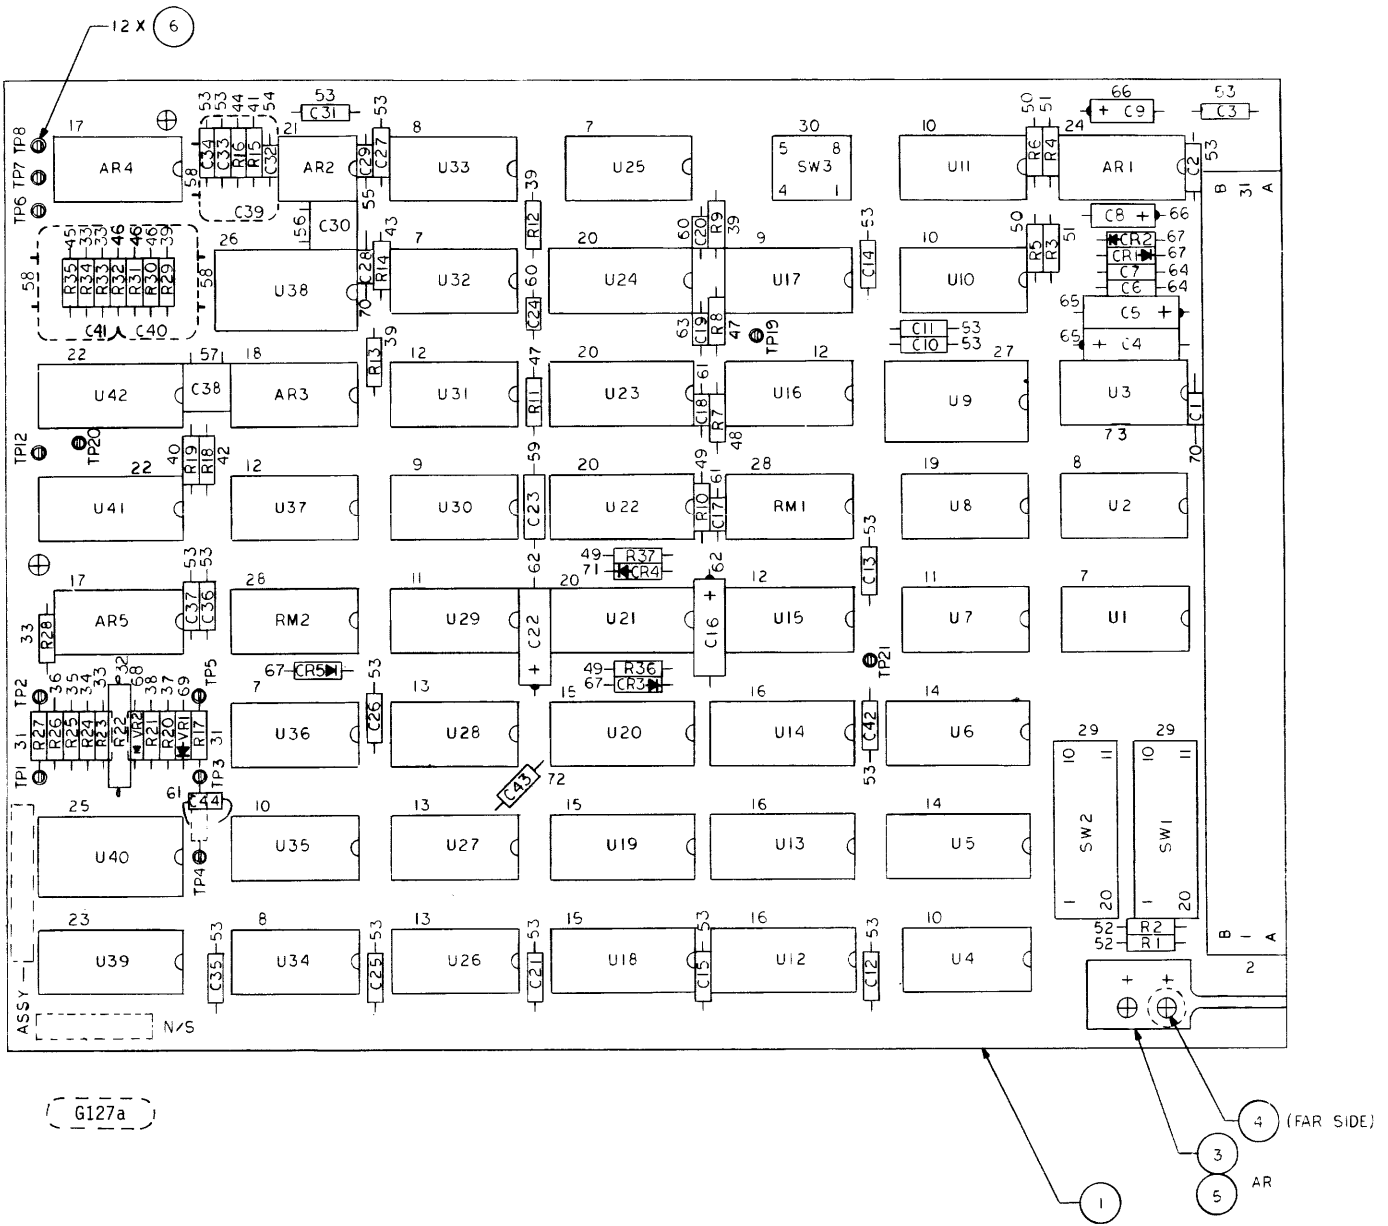 12 X 6
53 53 44 41 54
53
C31
53
50 51
66
+ C9
53
C3
TP8 17
AR4
C34 C33 R16 R15 C32
21
AR2
C29 C27
8
U33
7
U25
30
5 8
SW3
4 1
10
U11
R6 R4
24
AR1
C2 53
B 31 A
TP7
TP6
58
C39
55
39
R12
60 C20 R9 39
53
C14
50 51
C8 + 66
45 33 33 46 46 46 39
R35 R34 R33 R32 R31 R30 R29
58 58
C41 C40
56 C30
26
U38
C28 43
R14
70
7
U32
60
C24
20
U24
9
U17
10
U10
R5 R3
CR2 67
CR1 67
C7 64
C6 64
65 C5 +
65 + C4
63 C19 R8 47
TP19
C11 53
C10 53
R13 39
22
U42
57
C38
18
AR3
12
U31
47
R11
20
U23
61
C18 R7
48
12
U16
27
U9
U3
73
C1
70
TP12
TP20
40 R19 R18 42
22
U41
12
U37
9
U30
59
C23
20
U22
49 61
R10 C17
28
RM1
19
U8
8
U2
53
C13
53 53
C37 C36
62
49 R37
71 CR4
62
33 R28
17
AR5
28
RM2
11
U29
C22 +
20
U21
C16 +
12
U15
11
U7
7
U1
67 CR5
53
C26
49 R36
67 CR3
TP21
TP2 36 35 34 33 32 68 38 37 69 TP5
31 R27 R26 R25 R24 R23 R22 VR2 R21 R20 VR1 R17 31
TP1 TP3
7
U36
13
U28
15
U20
16
U14
C42
53
14
U6
61 C44
C43 72
29
10 11
SW2
1 20
29
10 11
SW1
1 20
25
U40
TP4
10
U35
13
U27
15
U19
16
U13
14
U5
23
U39
53
C35
8
U34
53
C25
13
U26
53
C21
15
U18
53
C15
16
U12
53
C12
10
U4
52 R2
52 R1
B 1 A
2
+ +
ASSY
N/S
G127a
4 (FAR SIDE)
3
5 AR
1